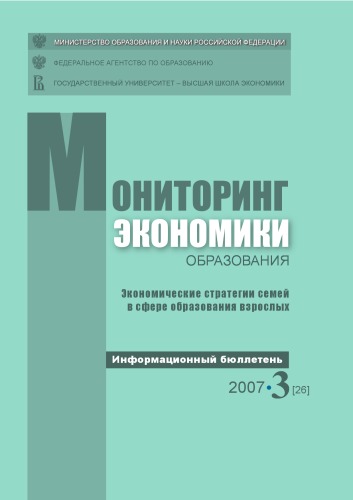 МИНИСТЕРСТВО ОБРАЗОВАНИЯ И НАУКИ РОССИЙСКОЙ ФЕДЕРАЦИИ
ФЕДЕРАЛЬНОЕ АГЕНТСТВО ПО ОБРАЗОВАНИЮ
ГОСУДАРСТВЕННЫЙ УНИВЕРСИТЕТ – ВЫСШАЯ ШКОЛА ЭКОНОМИКИ
МОНИТОРИНГ
ЭКОНОМИКИ
ОБРАЗОВАНИЯ
Экономические стратегии семей
в сфере образования взрослых
Информационный бюллетень
2007•3 [26]